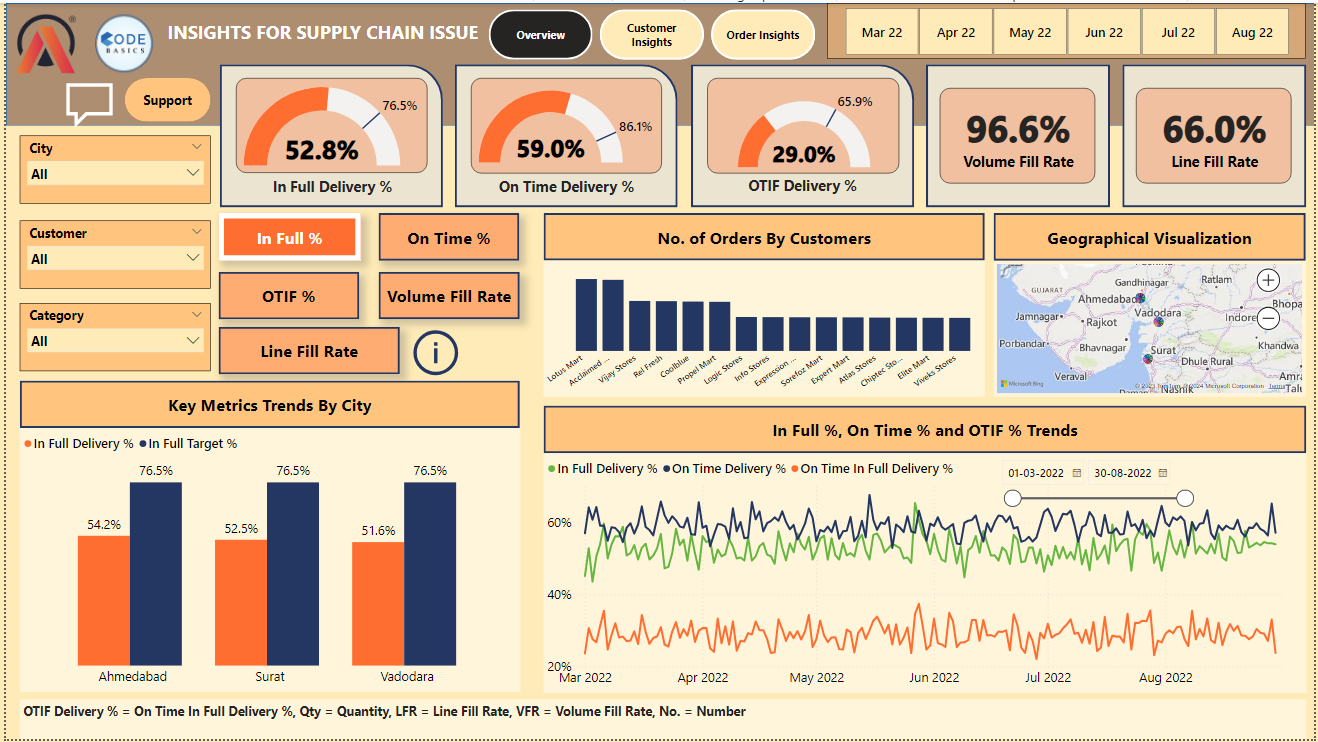 INSIGHTS FOR SUPPLY CHAIN ISSUE
Overview
Customer
Insights
Order Insights
Mar 22
Apr 22
May 22
Jun 22
Jul 22
Aug 22
CODE
BASICS
Support
76.5%
52.8%
In Full Delivery %
86.1%
59.0%
On Time Delivery %
65.9%
29.0%
OTIF Delivery %
96.6%
Volume Fill Rate
66.0%
Line Fill Rate
City
All
Customer
All
Category
All
In Full %
On Time %
OTIF %
Volume Fill Rate
Line Fill Rate
i
No. of Orders By Customers
Lotus Mart
Acclaimed ...
Vijay Stores
Rel Fresh
Coolblue
Propel Mart
Logic Stores
Info Stores
Expression ...
Sorefoz Mart
Expert Mart
Atlas Stores
Chiptec Sto...
Elite Mart
Viveks Stores
Geographical Visualization
Gandhinagar
Ratlam
GUJARAT
Ahmedabad
Vadodara
Bhopa
Jamnagar
Rajkot
Indore
Porbandar
Bhavnagar
Surat
Dhule Rural
Khandwa
Veraval
Amra
Nashik
Talu
Microsoft Bing
Microsoft Corporation
Terms
Key Metrics Trends By City
In Full Delivery %
In Full Target %
54.2%
76.5%
52.5%
76.5%
51.6%
76.5%
Ahmedabad
Surat
Vadodara
In Full %, On Time % and OTIF % Trends
In Full Delivery %
On Time Delivery %
On Time In Full Delivery %
01-03-2022
30-08-2022
60%
40%
20%
Mar 2022
Apr 2022
May 2022
Jun 2022
Jul 2022
Aug 2022
OTIF Delivery % = On Time In Full Delivery %, Qty = Quantity, LFR = Line Fill Rate, VFR = Volume Fill Rate, No. = Number